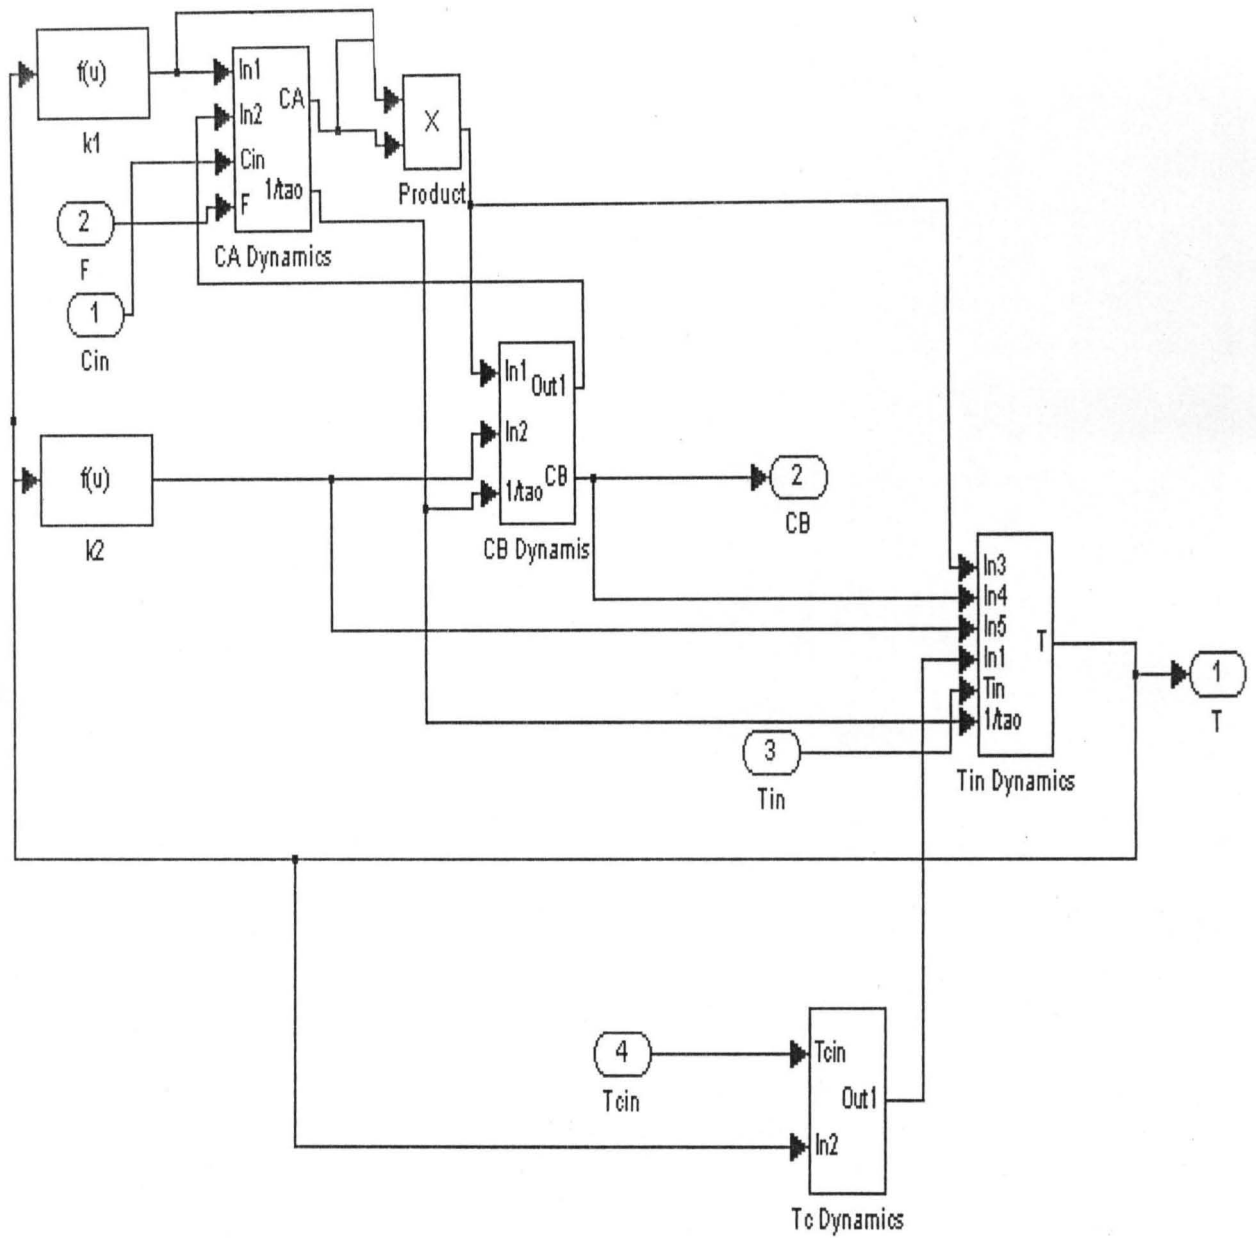 f(u)
k1
In1
In2
Cin
F
CA
1/tao
CA Dynamics
X
Product
2
F
1
Cin
f(u)
k2
In1
In2
1/tao
Out1
CB
CB Dynamis
2
CB
In3
In4
In5
In1
Tin
1/tao
T
Tin Dynamics
1
T
3
Tin
4
Tcin
Tcin
In2
Out1
Tc Dynamics